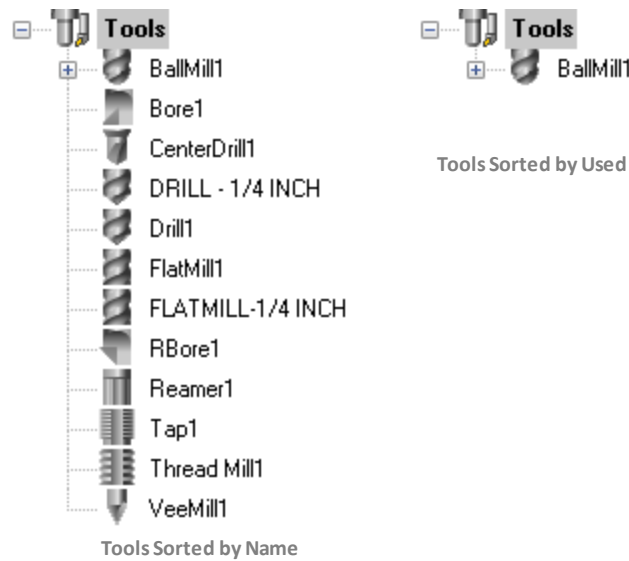 Tools
BallMill1
Bore1
CenterDrill1
DRILL - 1/4 INCH
Drill1
FlatMill1
FLATMILL-1/4 INCH
RBore1
Reamer1
Tap1
Thread Mill1
VeeMill1
Tools Sorted by Name
Tools
BallMill1
Tools Sorted by Used